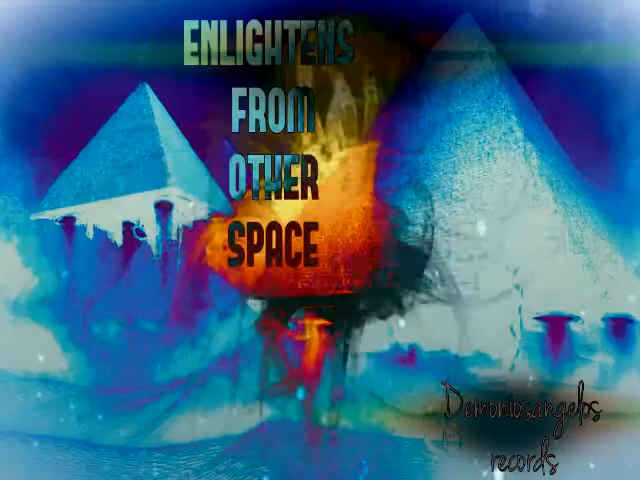 ENLIGHTENS
FROM
OTHER
SPACE
Demoniosangelos
records